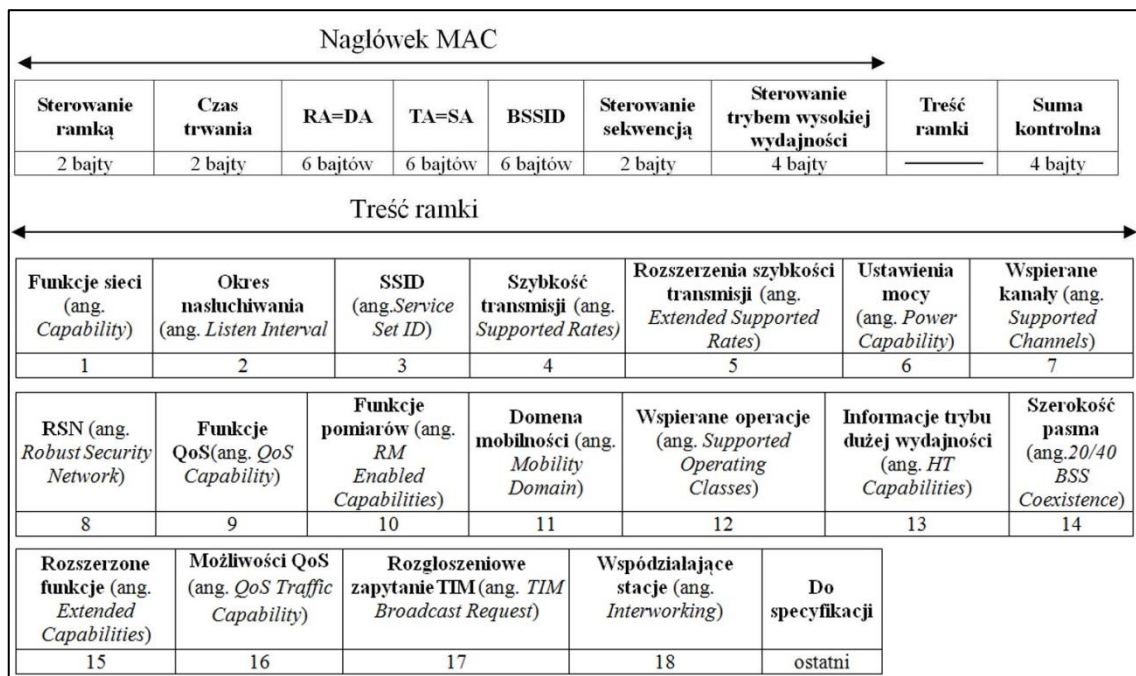 Nagłówek MAC
Sterowanie ramką
Czas trwania
RA=DA
TA=SA
BSSID
Sterowanie sekwencją
Sterowanie trybem wysokiej wydajności
Treść ramki
Suma kontrolna
2 bajty
2 bajty
6 bajtów
6 bajtów
6 bajtów
2 bajty
4 bajty
4 bajty
Treść ramki
Funkcje sieci (ang. Capability)
Okres nasłuchiwania (ang. Listen Interval
SSID (ang.Service Set ID)
Szybkość transmisji (ang. Supported Rates)
Rozszerzenia szybkości transmisji (ang. Extended Supported Rates)
Ustawienia mocy (ang. Power Capability)
Wspierane kanały (ang. Supported Channels)
1
2
3
4
5
6
7
RSN (ang. Robust Security Network)
Funkcje QoS(ang. QoS Capability)
Funkcje pomiarów (ang. RM Enabled Capabilities)
Domena mobilności (ang. Mobility Domain)
Wspierane operacje (ang. Supported Operating Classes)
Informacje trybu dużej wydajności (ang. HT Capabilities)
Szerokość pasma (ang.20/40 BSS Coexistence)
8
9
10
11
12
13
14
Rozszerzone funkcje (ang. Extended Capabilities)
Możliwości QoS (ang. QoS Traffic Capability)
Rozgłoszeniowe zapytanie TIM (ang. TIM Broadcast Request)
Wspódziałające stacje (ang. Interworking)
Do specyfikacji
15
16
17
18
ostatni